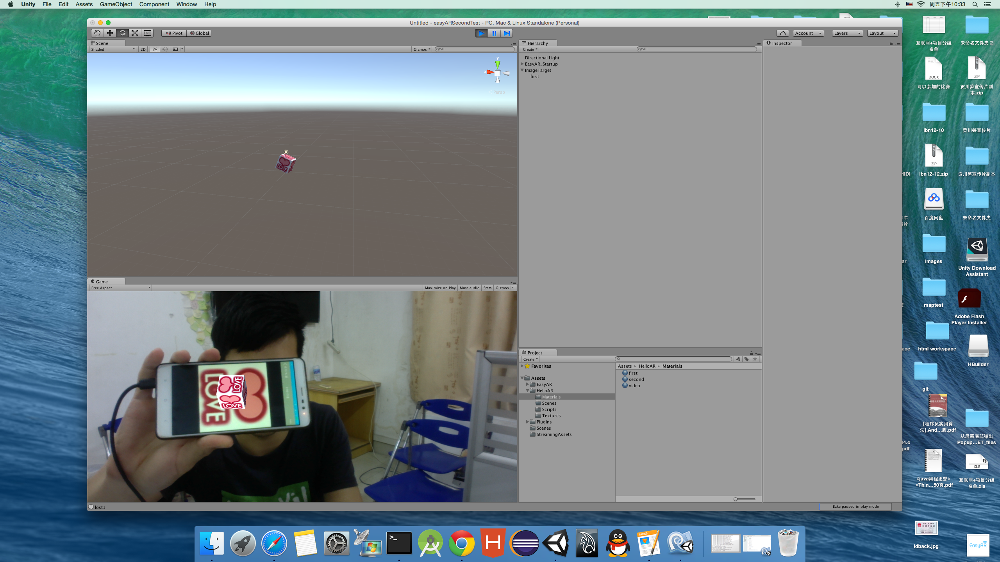 Unity File Edit Assets GameObject Component Window Help
周五下午10:33
Untitled - easyARSecondTest - PC, Mac & Linux Standalone (Personal)
Pivot Global
Account Layers Layout
Scene
Shaded 2D Gizmos All
y
x
Persp
LOVE
Game
Free Aspect Maximize on Play Mute audio Stats Gizmos
LOVE
LOVE
LOVE
lost1
Hierarchy
Create All
Directional Light
EasyAR_Startup
ImageTarget
first
Inspector
Project
Create
Favorites
Assets
EasyAR
HelloAR
Materials
Scenes
Scripts
Textures
Plugins
Scenes
StreamingAssets
Assets HelloAR Materials
first
second
video
Bake paused in play mode
互联网+项目分组
名单
未命名文件夹 2
DOCX
可以参加的比赛
ZIP
贡川笋宣传片副
本.zip
lbn12-10
贡川笋宣传片
ZIP
lbn12-12.zip
贡川笋宣传片副本
百度网盘
未命名文件夹
images
Unity Download
Assistant
maptest
Adobe Flash
Player Installer
html workspace
HBuilder
git
[程序员实用算
法].And...版.pdf
从屏幕底部弹出
Popup...ET_files
《java编程思想》
《Thin...50页.pdf
XLS
互联网+项目分组
名单.xls
idback.jpg
EasyAR
PAGES